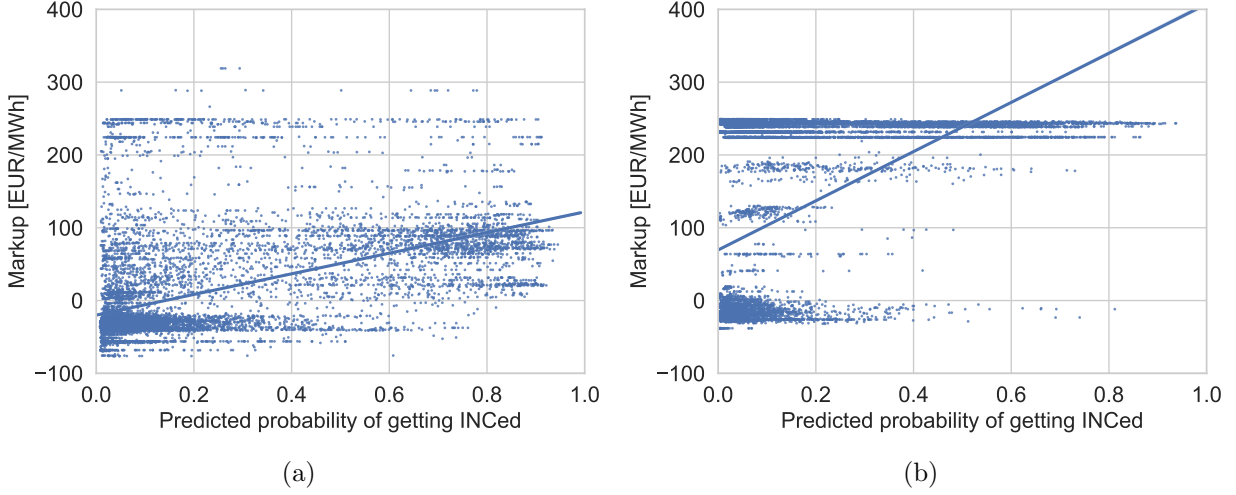 400
300
200
100
0
−100
Markup [EUR/MWh]
0.0 0.2 0.4 0.6 0.8 1.0
Predicted probability of getting INCed
(a)
400
300
200
100
0
−100
Markup [EUR/MWh]
0.0 0.2 0.4 0.6 0.8 1.0
Predicted probability of getting INCed
(b)